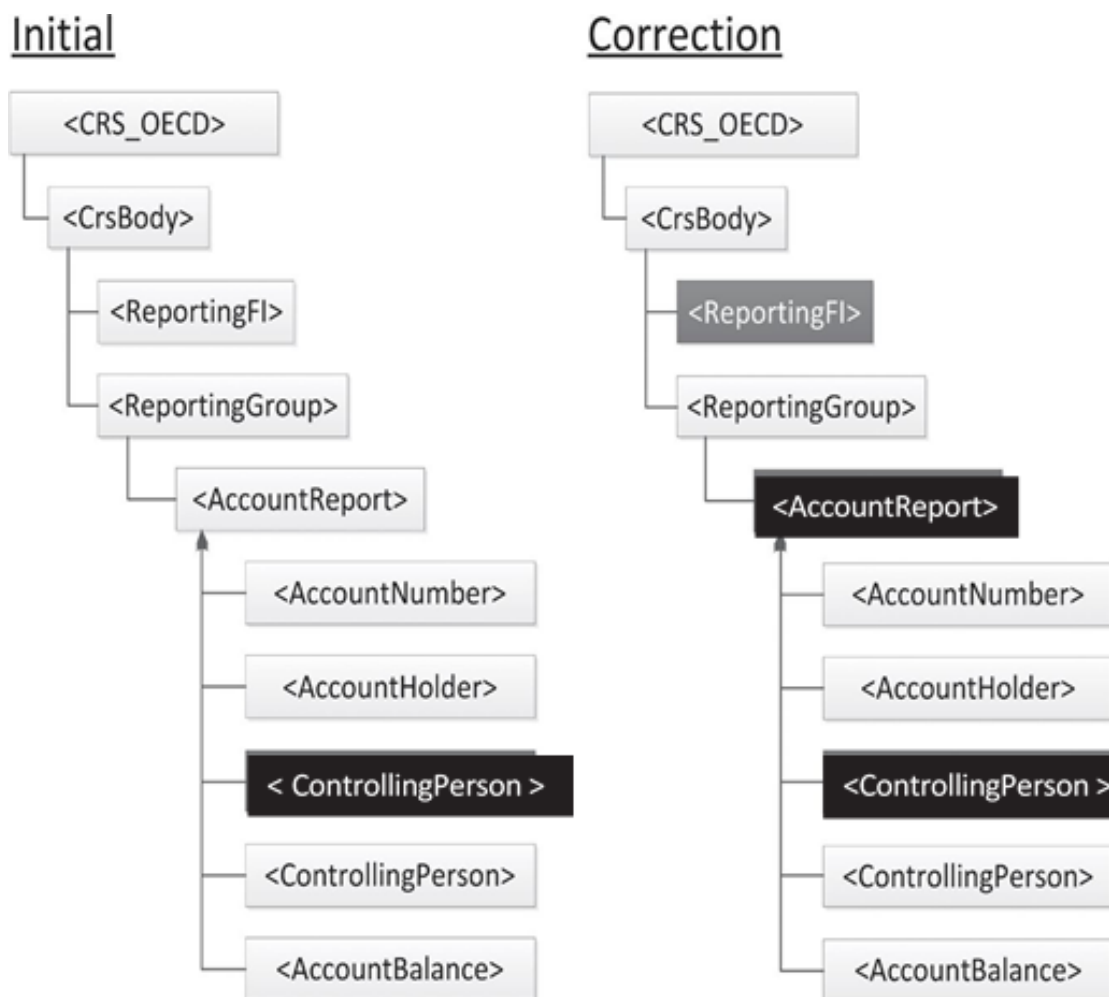 Initial
<CRS_OECD>
<CrsBody>
<ReportingFI>
<ReportingGroup>
<AccountReport>
<AccountNumber>
<AccountHolder>
< ControllingPerson >
<ControllingPerson>
<AccountBalance>
Correction
<CRS_OECD>
<CrsBody>
<ReportingFI>
<ReportingGroup>
<AccountReport>
<AccountNumber>
<AccountHolder>
<ControllingPerson >
<ControllingPerson>
<AccountBalance>